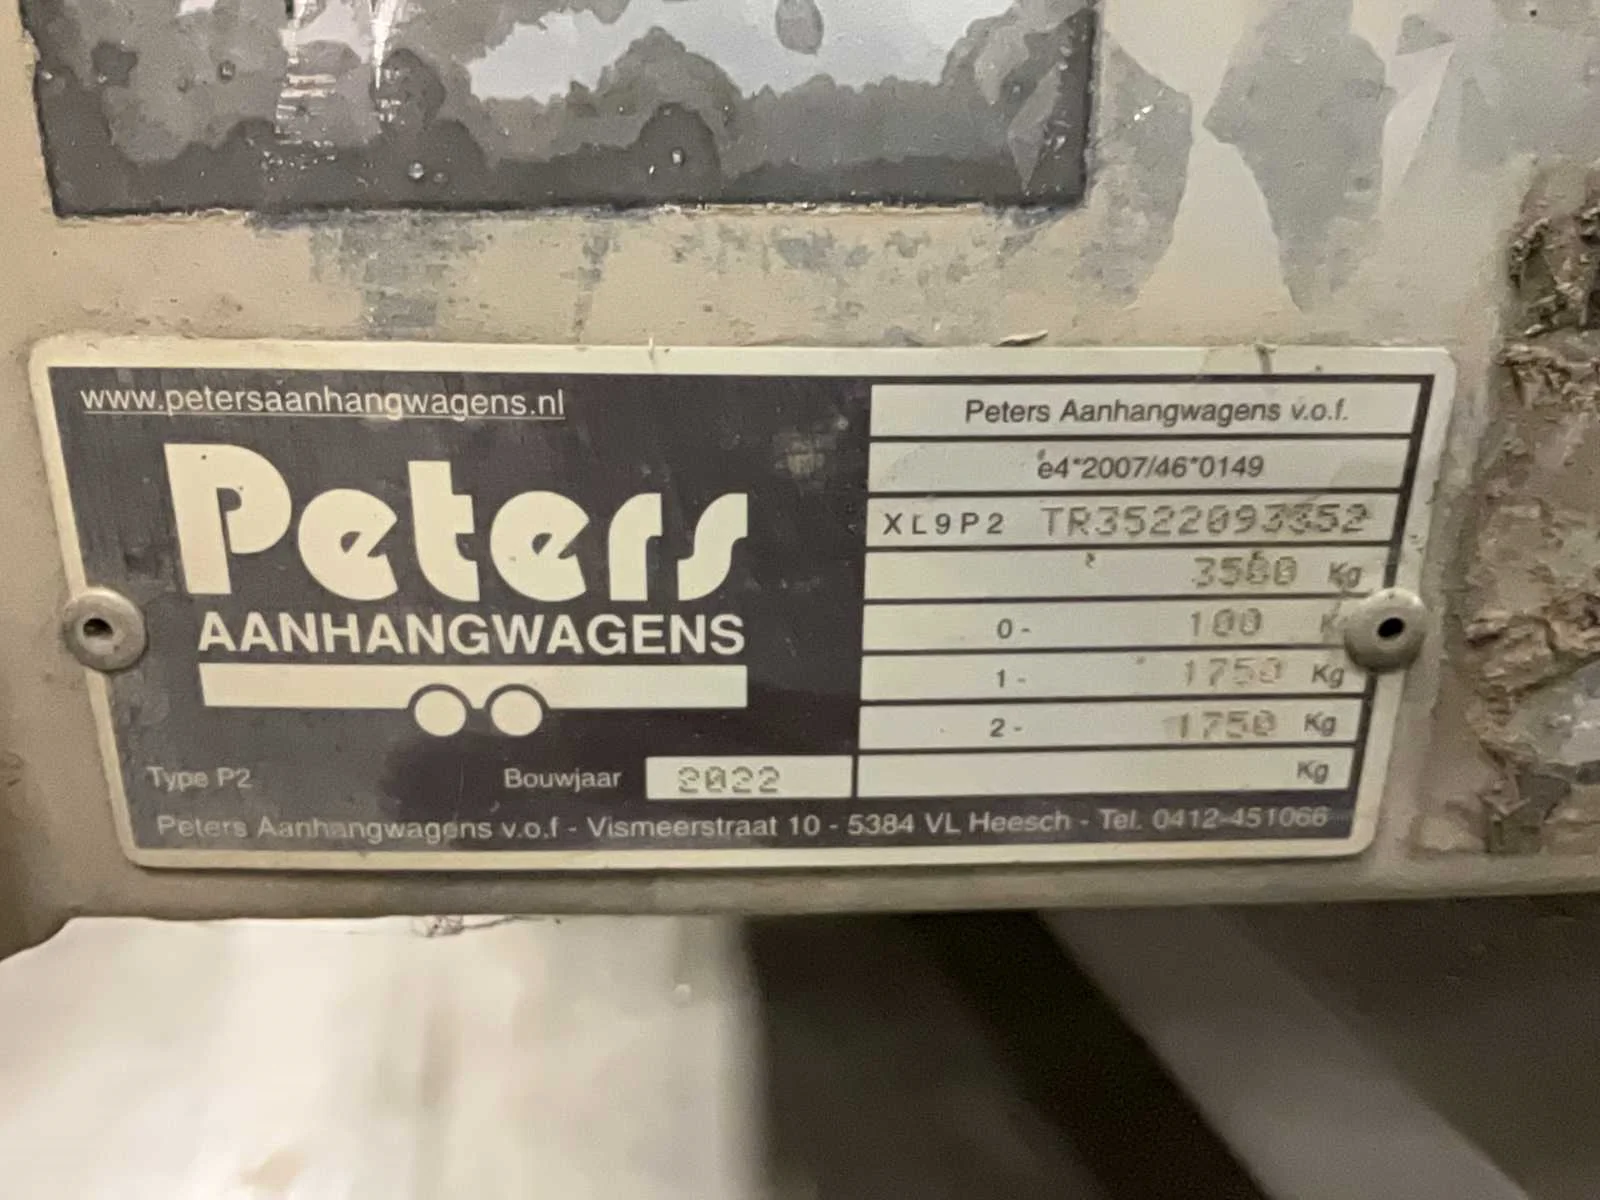 www.petersaanhangwagens.nl
Peters
AANHANGWAGENS
Type P2 Bouwjaar 2022
Peters Aanhangwagens v.o.f.
e4*2007/46*0149
XL9P2 TR3522093352
3500 Kg
0- 100 Kg
1- 1750 Kg
2- 1750 Kg
Kg
Peters Aanhangwagens v.o.f - Vismeerstraat 10 - 5384 VL Heesch - Tel. 0412-451066